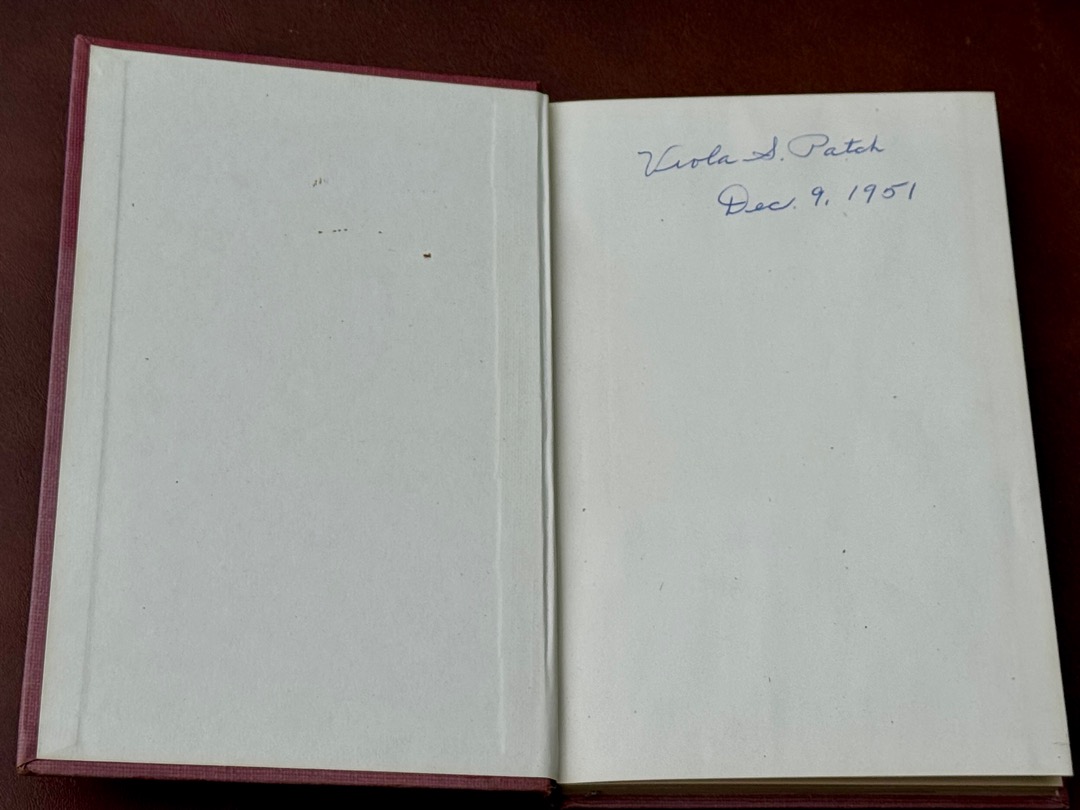 Viola S. Patch
Dec. 9, 1951